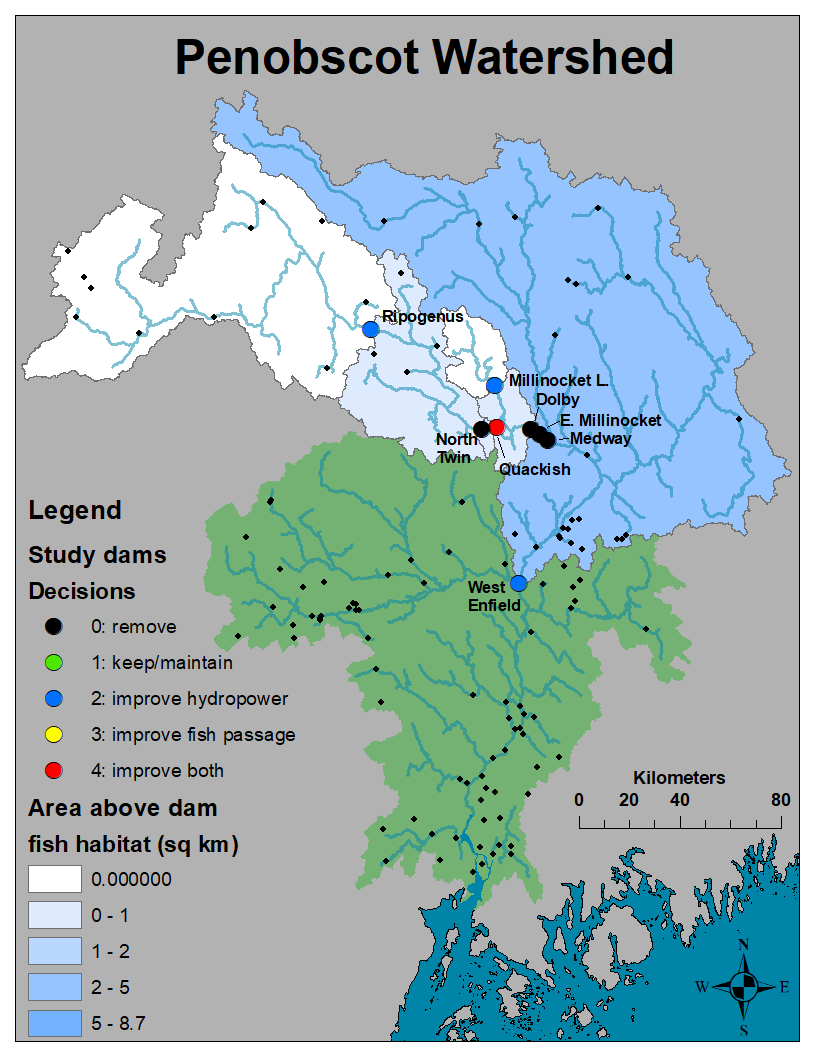 Penobscot Watershed
Ripogenus
Millinocket L.
Dolby
E. Millinocket
Medway
North
Twin
Quackish
West
Enfield
Legend
Study dams
Decisions
0: remove
1: keep/maintain
2: improve hydropower
3: improve fish passage
4: improve both
Area above dam
fish habitat (sq km)
0.000000
0 - 1
1 - 2
2 - 5
5 - 8.7
Kilometers
0 20 40 80
N
W E
S